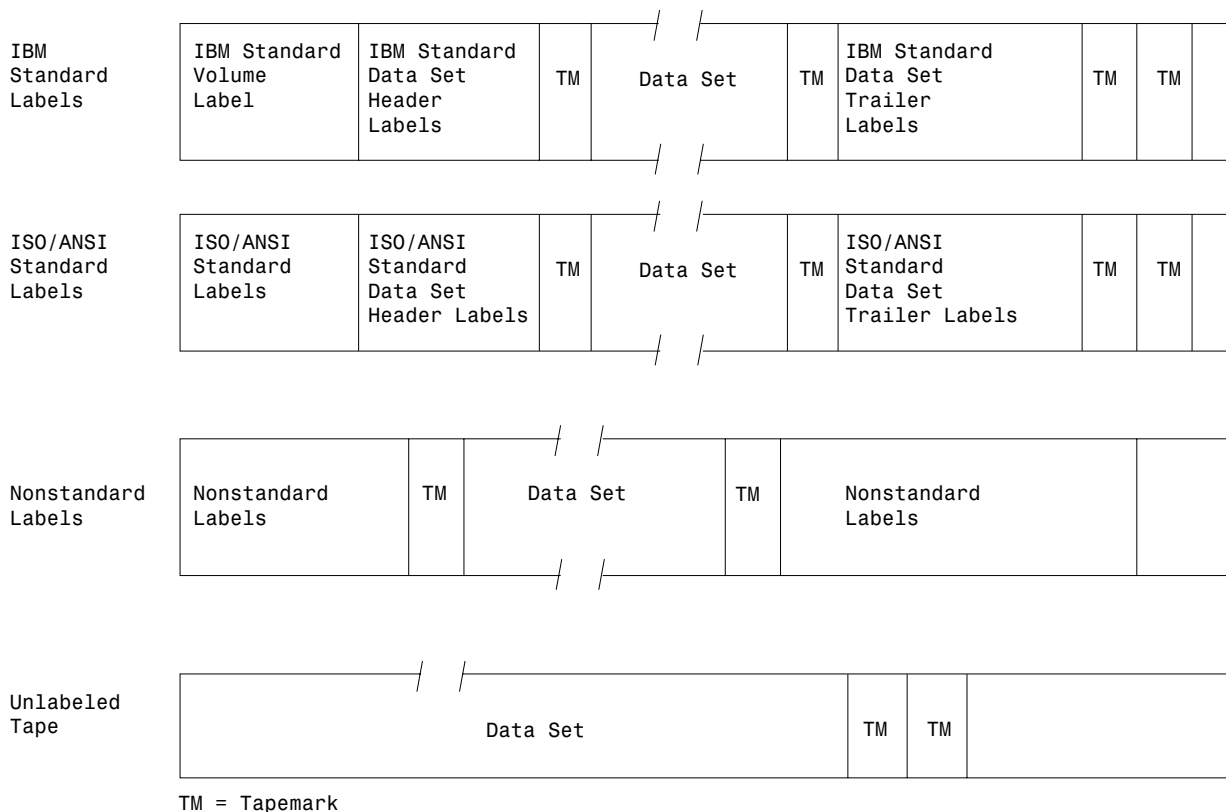 IBM
Standard
Labels
IBM Standard
Volume
Label
IBM Standard
Data Set
Header
Labels
TM
Data Set
TM
IBM Standard
Data Set
Trailer
Labels
TM
TM
ISO/ANSI
Standard
Labels
ISO/ANSI
Standard
Labels
ISO/ANSI
Standard
Data Set
Header Labels
TM
Data Set
TM
ISO/ANSI
Standard
Data Set
Trailer Labels
TM
TM
Nonstandard
Labels
Nonstandard
Labels
TM
Data Set
TM
Nonstandard
Labels
Unlabeled
Tape
Data Set
TM
TM
TM = Tapemark